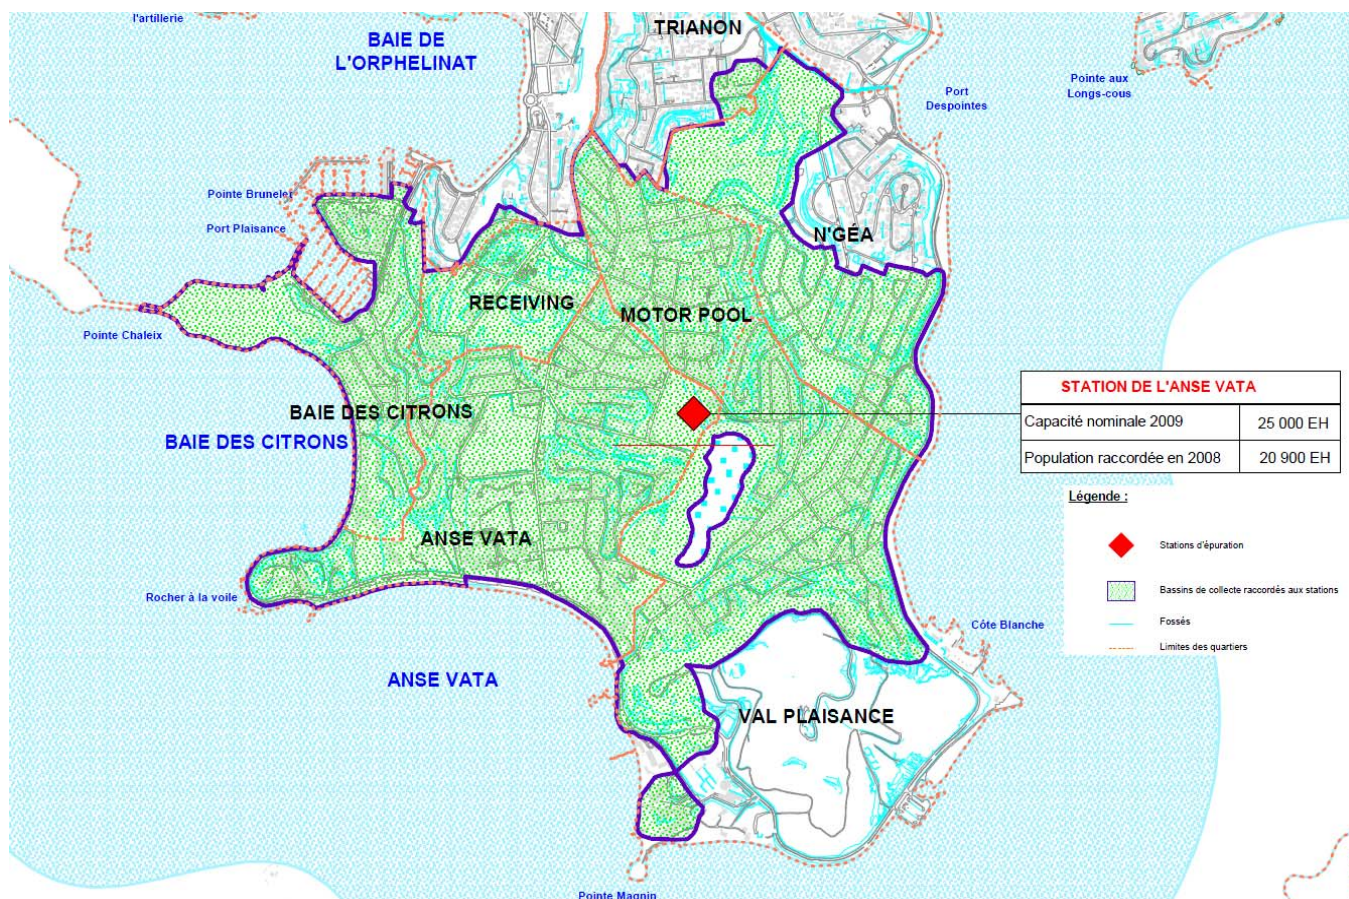 l'artillerie
TRIANON
BAIE DE
L'ORPHELINAT
Pointe aux
Longs-cous
Port
Despointes
Pointe Bruneler
Port Plaisance
N'GÉA
RECEIVING
MOTOR POOL
Pointe Chaleix
BAIE DES CITRONS
BAIE DES CITRONS
STATION DE L'ANSE VATA
Capacité nominale 2009 25 000 EH
Population raccordée en 2008 20 900 EH
Légende :
Stations d'épuration
Bassins de collecte raccordés aux stations
Fossés
Limites des quartiers
ANSE VATA
Rocher à la voile
Côte Blanche
ANSE VATA
VAL PLAISANCE
Pointe Magnin